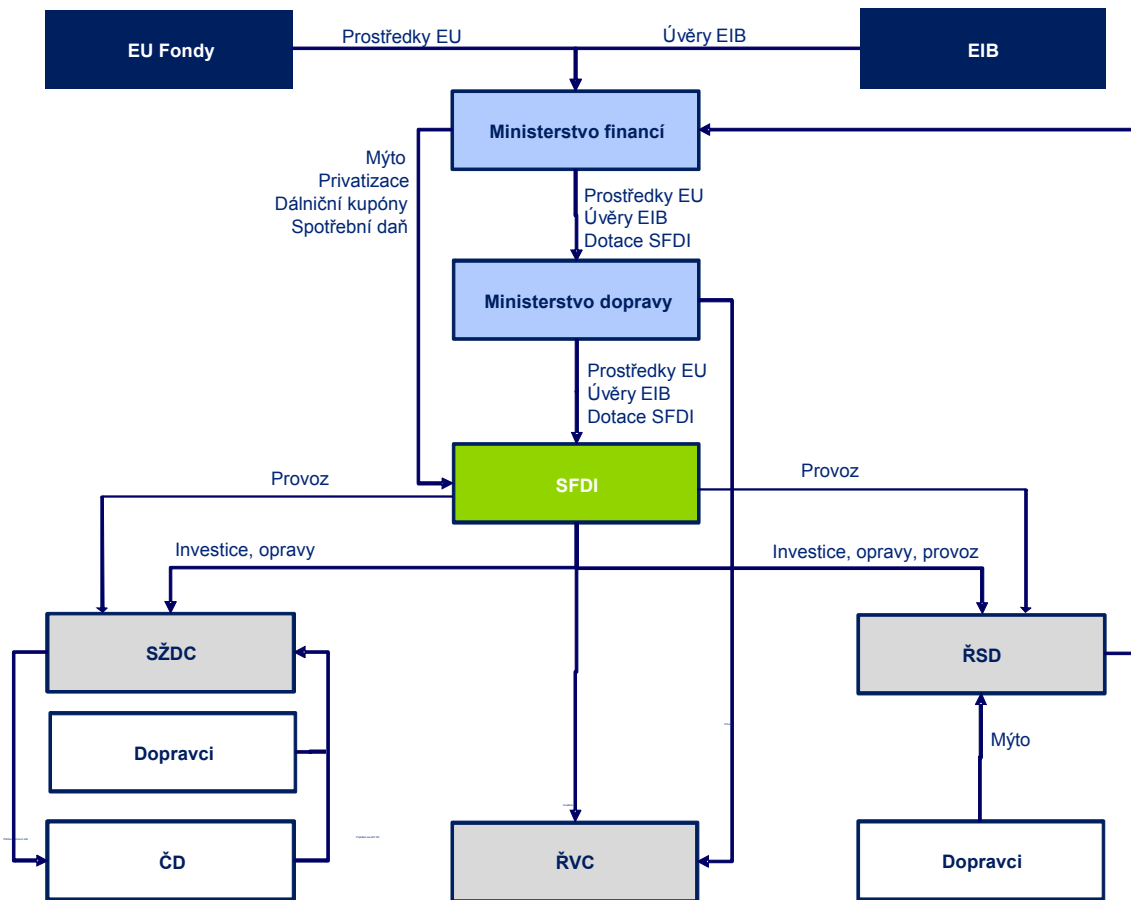 EU Fondy
Prostředky EU
Úvěry EIB
EIB
Ministerstvo financí
Mýto
Privatizace
Dálniční kupóny
Spotřební daň
Prostředky EU
Úvěry EIB
Dotace SFDI
Ministerstvo dopravy
Prostředky EU
Úvěry EIB
Dotace SFDI
SFDI
Provoz
Provoz
Investice, opravy
Investice, opravy, provoz
SŽDC
ŘSD
Dopravci
Mýto
ČD
ŘVC
Dopravci